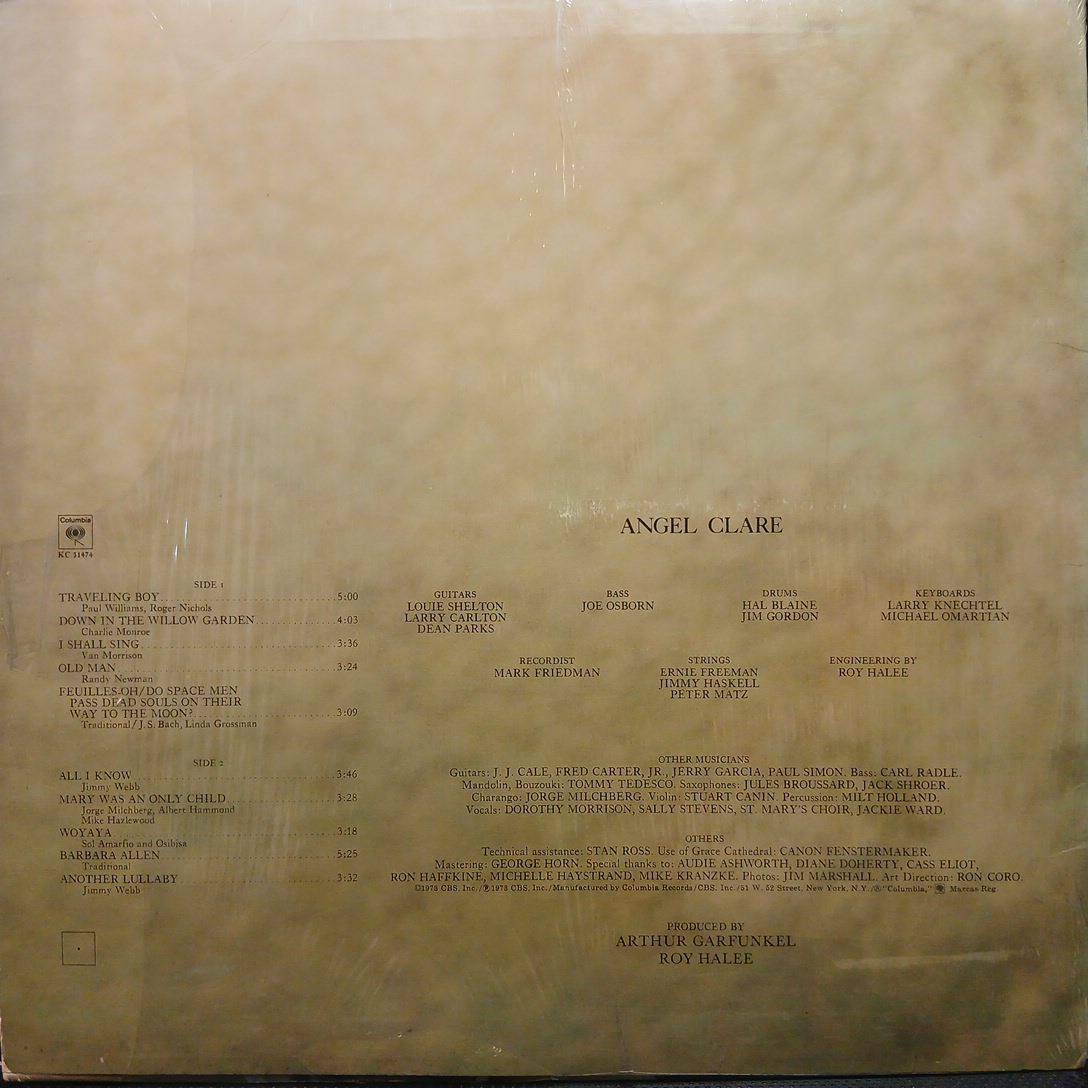 Columbia
KC 31474
ANGEL CLARE
SIDE 1
TRAVELING BOY 5:00
Paul Williams, Roger Nichols
DOWN IN THE WILLOW GARDEN 4:03
Charlie Monroe
I SHALL SING 3:36
Van Morrison
OLD MAN 3:24
Randy Newman
FEUILLES-OH/DO SPACE MEN
PASS DEAD SOULS ON THEIR
WAY TO THE MOON? 3:09
Traditional/J.S. Bach, Linda Grossman
SIDE 2
ALL I KNOW 3:46
Jimmy Webb
MARY WAS AN ONLY CHILD 3:28
Jorge Milchberg, Albert Hammond
Mike Hazlewood
WOYAYA 3:18
Sol Amarfio and Osibisa
BARBARA ALLEN 5:25
Traditional
ANOTHER LULLABY 3:32
Jimmy Webb
GUITARS
LOUIE SHELTON
LARRY CARLTON
DEAN PARKS
BASS
JOE OSBORN
DRUMS
HAL BLAINE
JIM GORDON
KEYBOARDS
LARRY KNECHTEL
MICHAEL OMARTIAN
RECORDIST
MARK FRIEDMAN
STRINGS
ERNIE FREEMAN
JIMMY HASKELL
PETER MATZ
ENGINEERING BY
ROY HALEE
OTHER MUSICIANS
Guitars: J. J. CALE, FRED CARTER, JR., JERRY GARCIA, PAUL SIMON. Bass: CARL RADLE.
Mandolin, Bouzouki: TOMMY TEDESCO. Saxophones: JULES BROUSSARD, JACK SHROER.
Charango: JORGE MILCHBERG. Violin: STUART CANIN. Percussion: MILT HOLLAND.
Vocals: DOROTHY MORRISON, SALLY STEVENS, ST. MARY'S CHOIR, JACKIE WARD.
OTHERS
Technical assistance: STAN ROSS. Use of Grace Cathedral: CANON FENSTERMAKER.
Mastering: GEORGE HORN. Special thanks to: AUDIE ASHWORTH, DIANE DOHERTY, CASS ELIOT,
RON HAFFKINE, MICHELLE HAYSTRAND, MIKE KRANZKE. Photos: JIM MARSHALL. Art Direction: RON CORO.
©1973 CBS, Inc./℗ 1973 CBS, Inc./Manufactured by Columbia Records/CBS, Inc./51 W. 52 Street, New York, N.Y./® "Columbia," Marcas Reg.
PRODUCED BY
ARTHUR GARFUNKEL
ROY HALEE